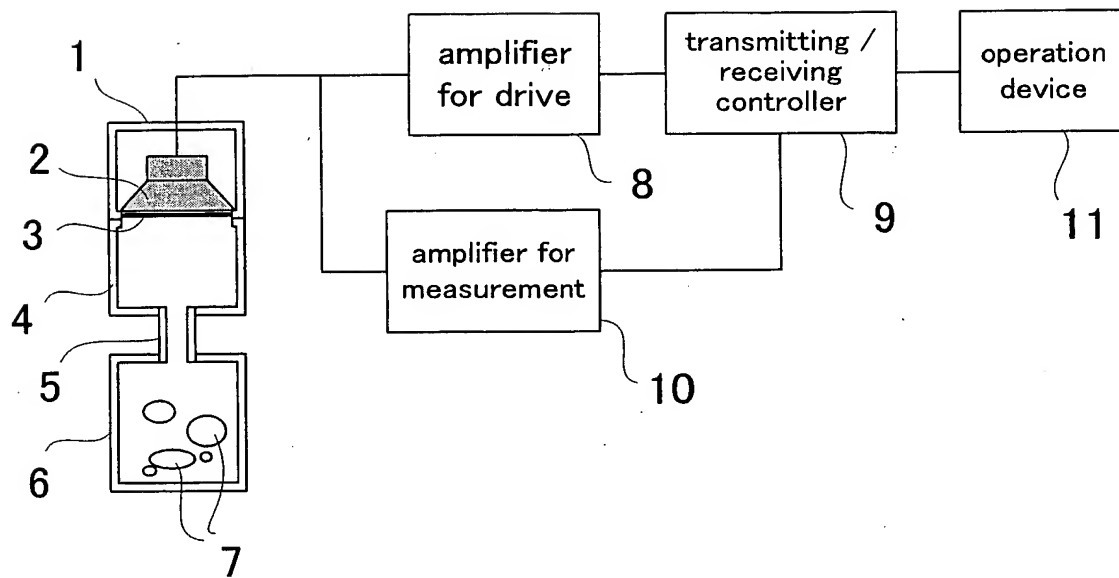 1
2
3
4
5
6
7
amplifier
for drive
8
transmitting /
receiving
controller
9
operation
device
11
amplifier for
measurement
10